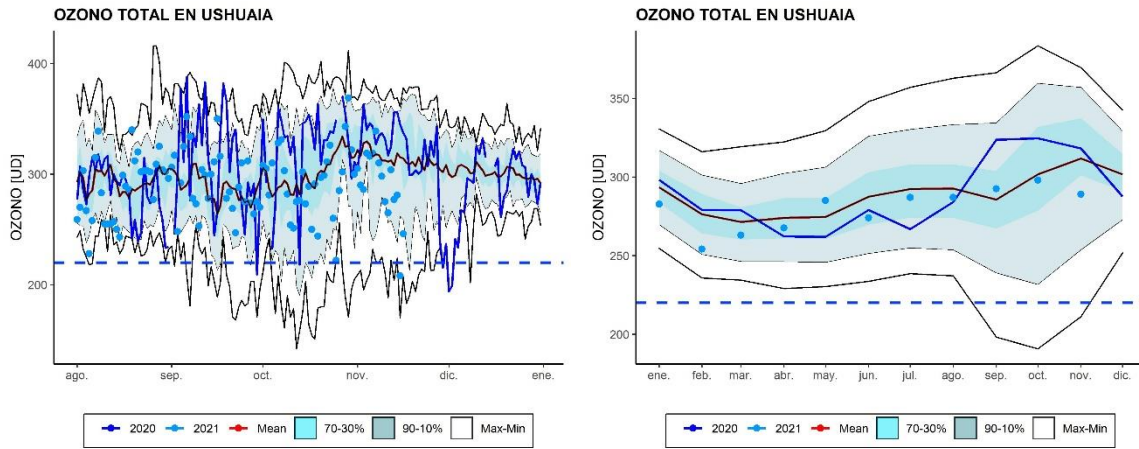 OZONO TOTAL EN USHUAIA
OZONO [UD]
400
300
200
ago.
sep.
oct.
nov.
dic.
ene.
2020
2021
Mean
70-30%
90-10%
Max-Min
OZONO TOTAL EN USHUAIA
OZONO [UD]
350
300
250
200
ene.
feb.
mar.
abr.
may.
jun.
jul.
ago.
sep.
oct.
nov.
dic.
2020
2021
Mean
70-30%
90-10%
Max-Min